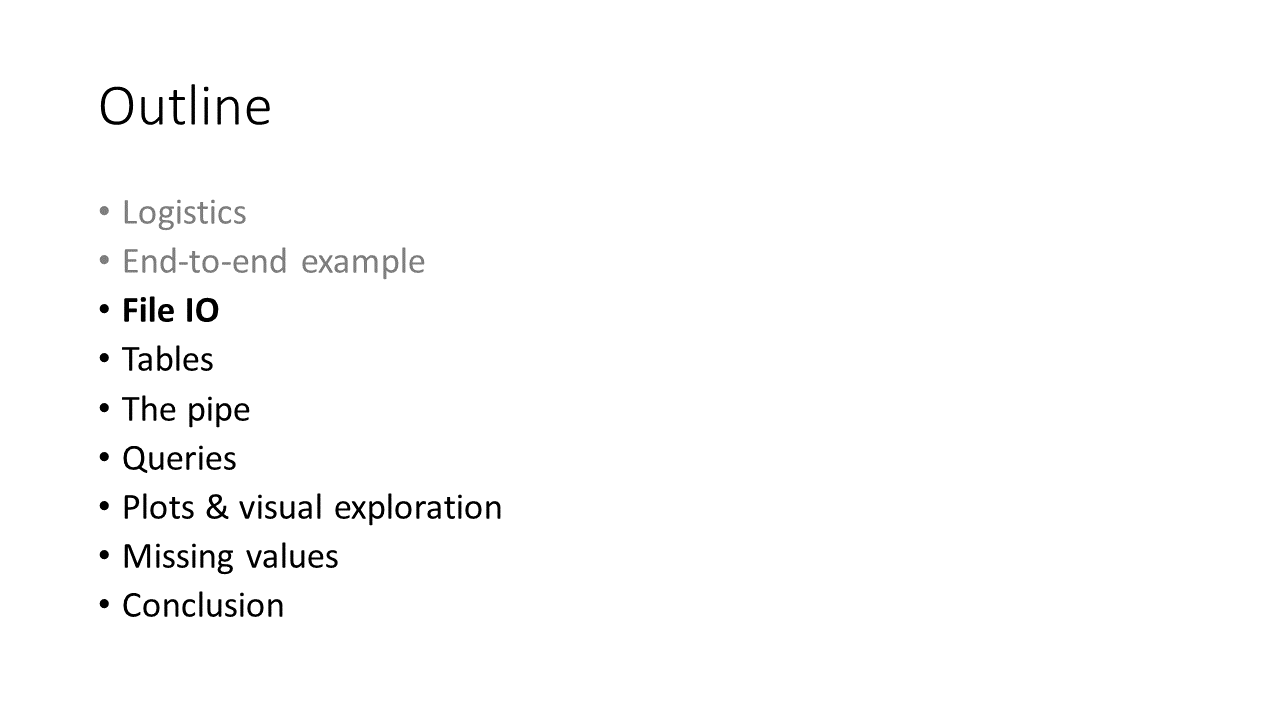 Outline
• Logistics
• End-to-end example
• File IO
• Tables
• The pipe
• Queries
• Plots & visual exploration
• Missing values
• Conclusion